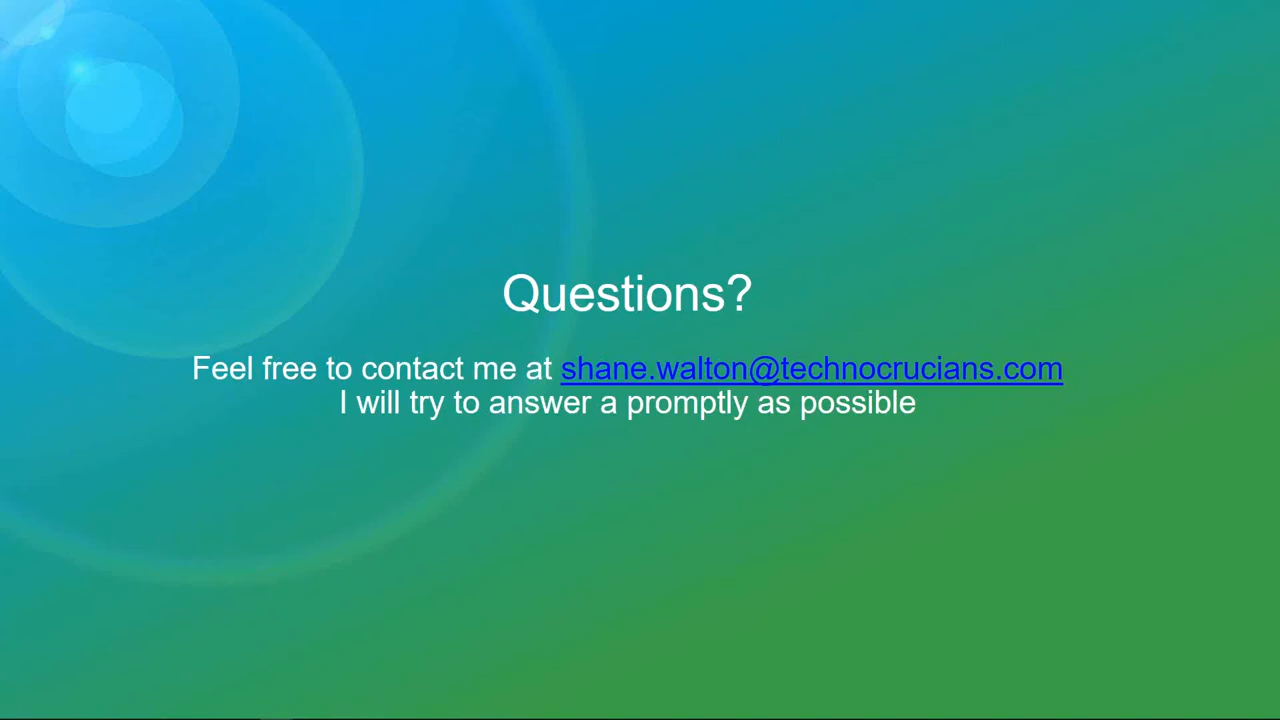 Questions?
Feel free to contact me at shane.walton@technocrucians.com
I will try to answer a promptly as possible